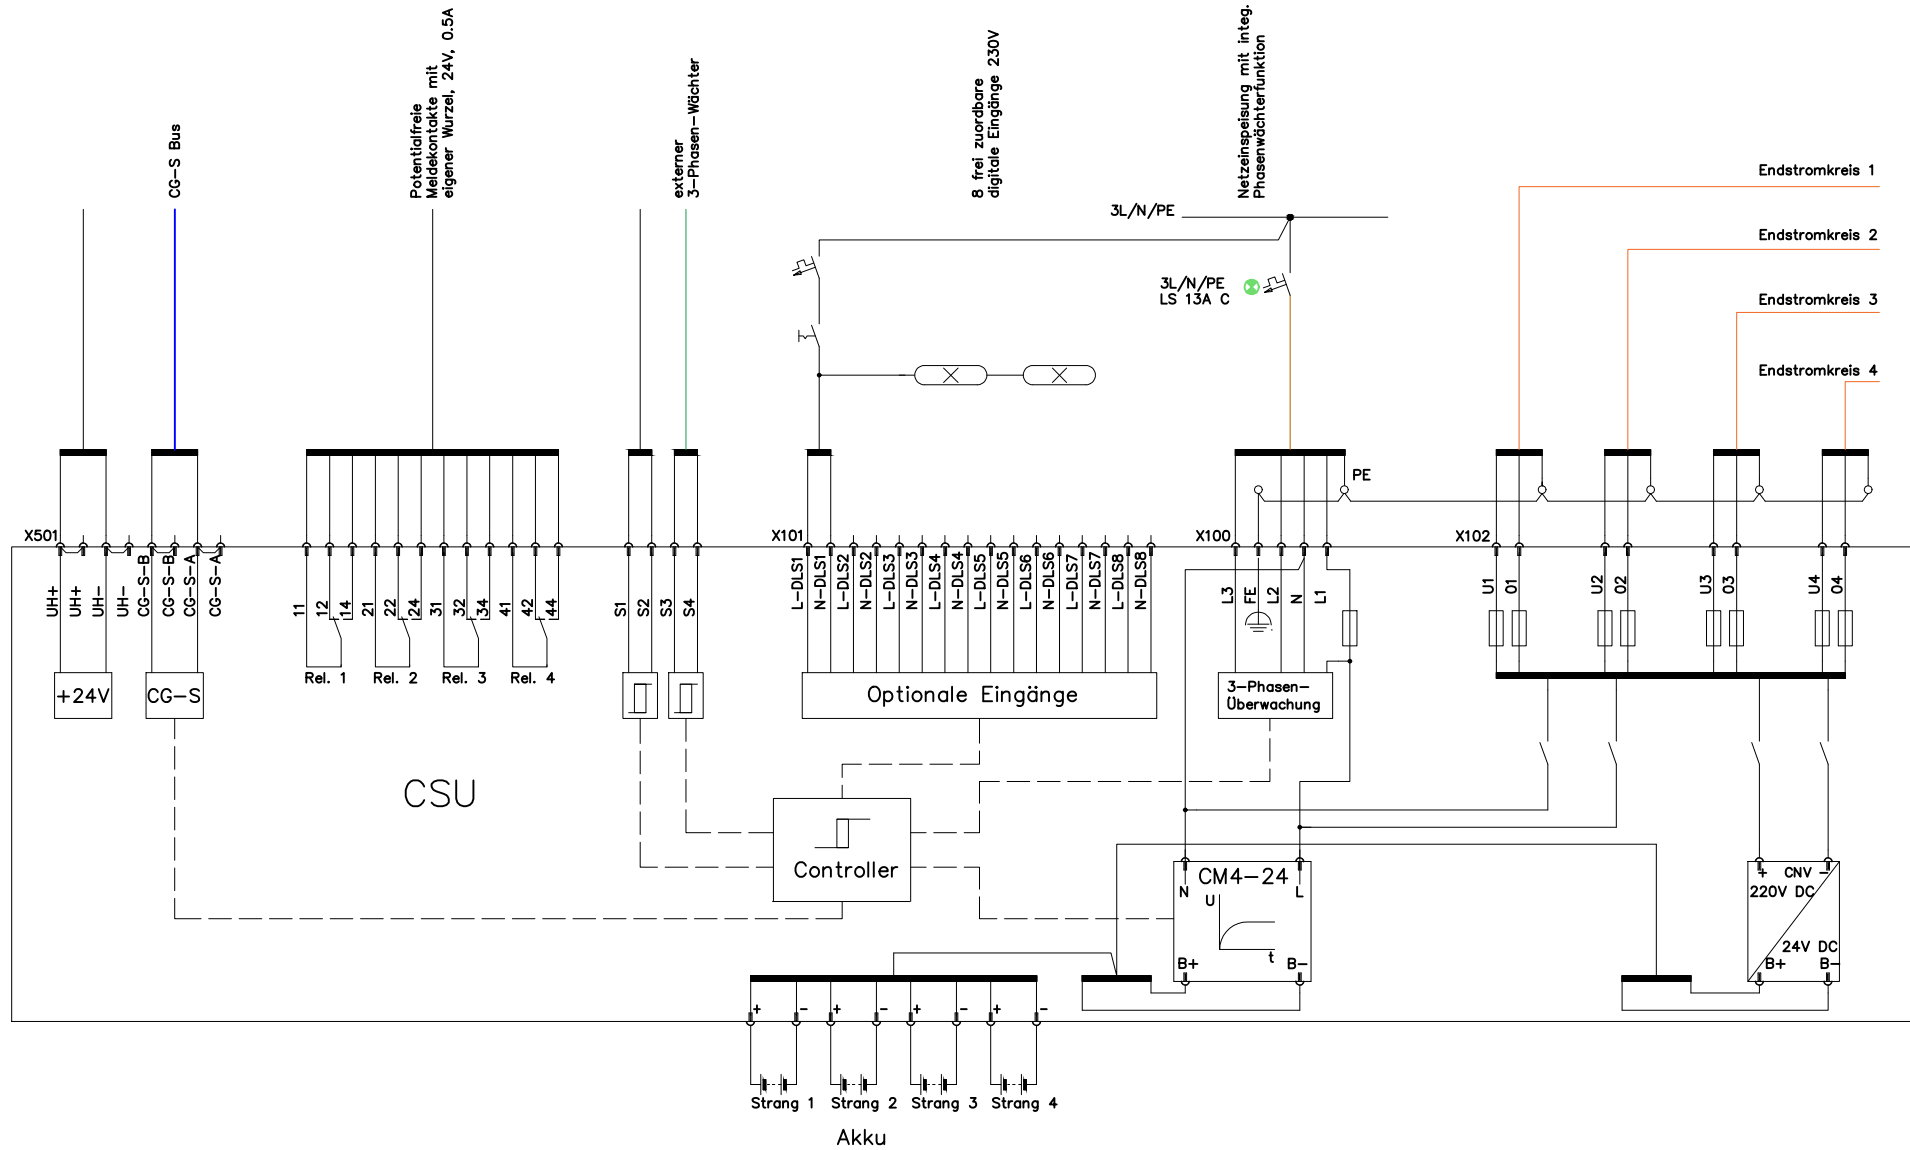 CG-S Bus
Potentialfreie
Meldekontakte mit
eigener Wurzel, 24V, 0.5A
externer
3-Phasen-Wächter
8 frei zuordbare
digitale Eingänge 230V
Netzeinspeisung mit integ.
Phasenwächterfunktion
3L/N/PE
3L/N/PE
LS 13A C
Endstromkreis 1
Endstromkreis 2
Endstromkreis 3
Endstromkreis 4
PE
X501
X101
X100
X102
UH+
UH+
UH-
UH-
CG-S-B
CG-S-B
CG-S-A
CG-S-A
11
12
14
21
22
24
31
32
34
41
42
44
S1
S2
S3
S4
L-DLS1
N-DLS1
L-DLS2
N-DLS2
L-DLS3
N-DLS3
L-DLS4
N-DLS4
L-DLS5
N-DLS5
L-DLS6
N-DLS6
L-DLS7
N-DLS7
L-DLS8
N-DLS8
L3
FE
L2
N
L1
U1
O1
U2
O2
U3
O3
U4
O4
Rel. 1
Rel. 2
Rel. 3
Rel. 4
+24V
CG-S
Optionale Eingänge
3-Phasen-
Überwachung
CSU
Controller
CM4-24
N
L
U
t
B+
B-
+ CNV -
220V DC
24V DC
B+
B-
+ -
+ -
+ -
+ -
Strang 1
Strang 2
Strang 3
Strang 4
Akku